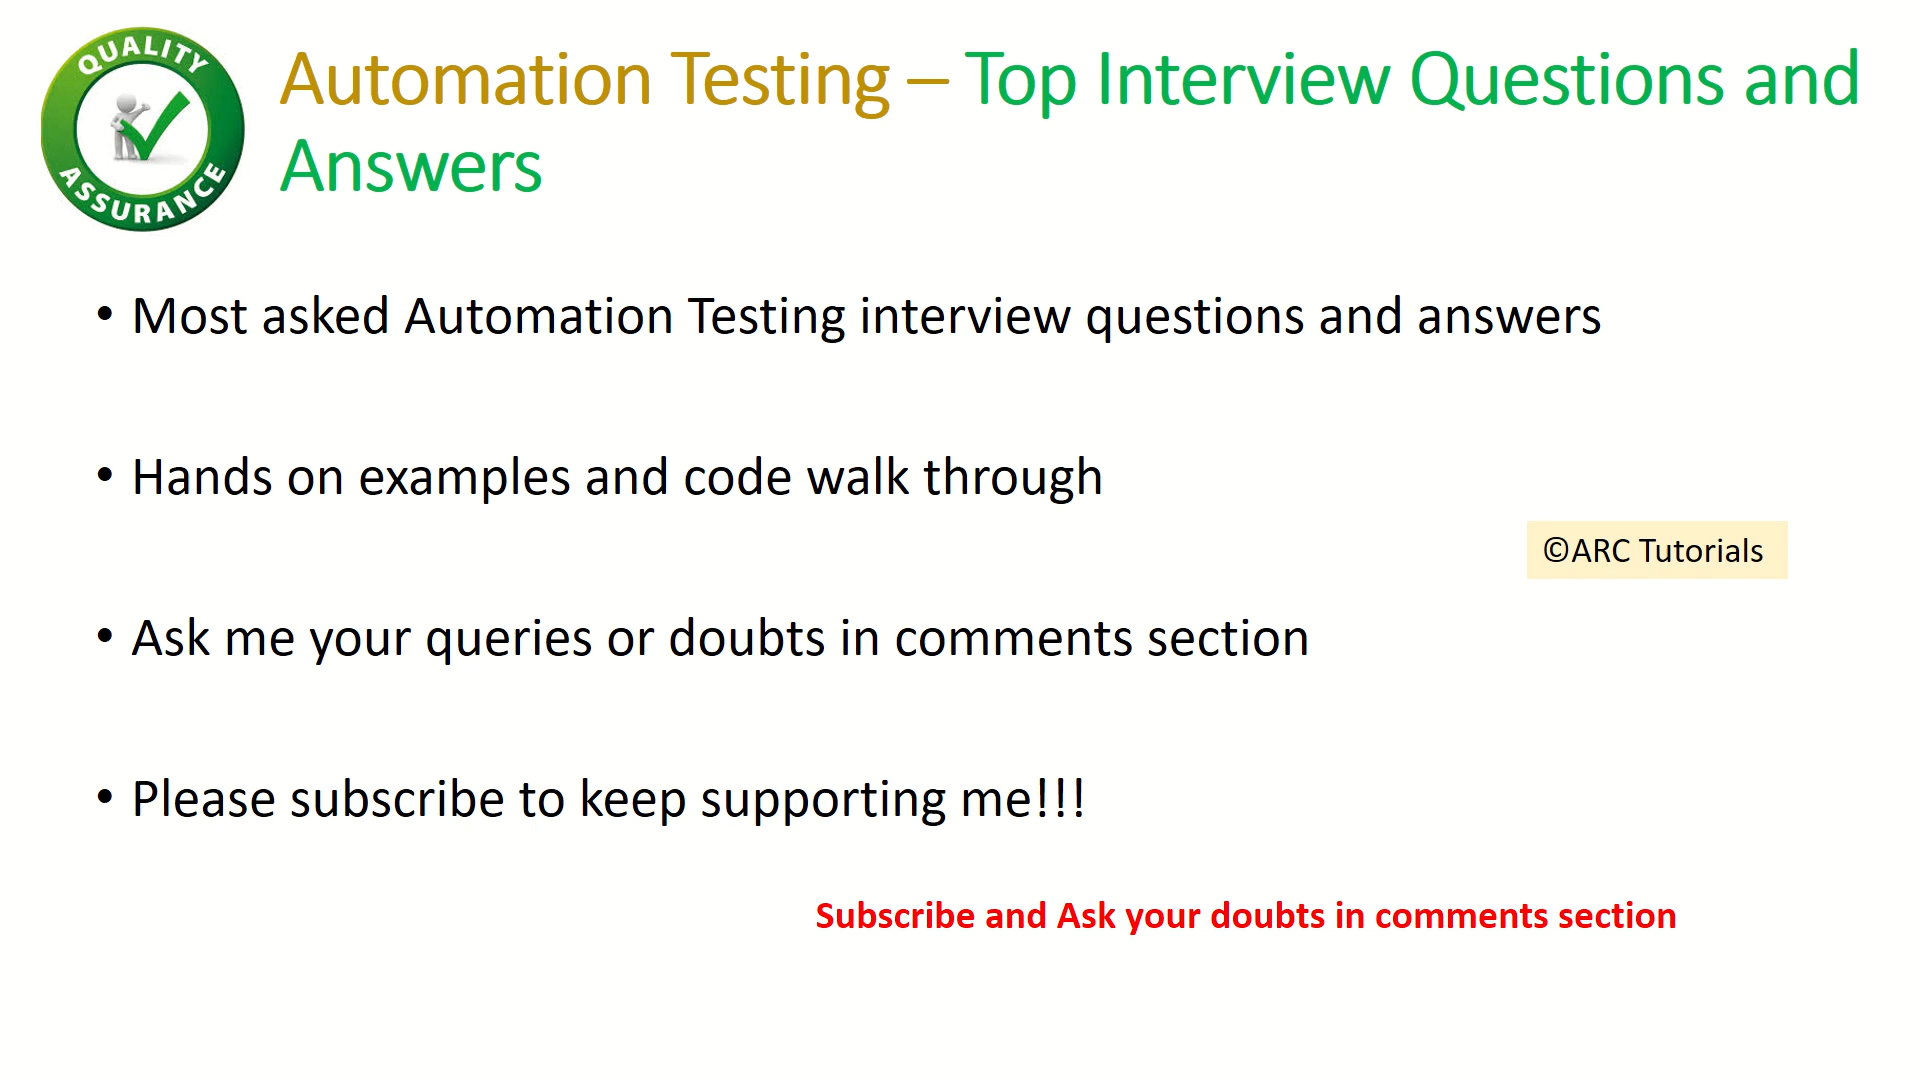 QUALITY
ASSURANCE
Automation Testing – Top Interview Questions and
Answers
• Most asked Automation Testing interview questions and answers
• Hands on examples and code walk through
©ARC Tutorials
• Ask me your queries or doubts in comments section
• Please subscribe to keep supporting me!!!
Subscribe and Ask your doubts in comments section